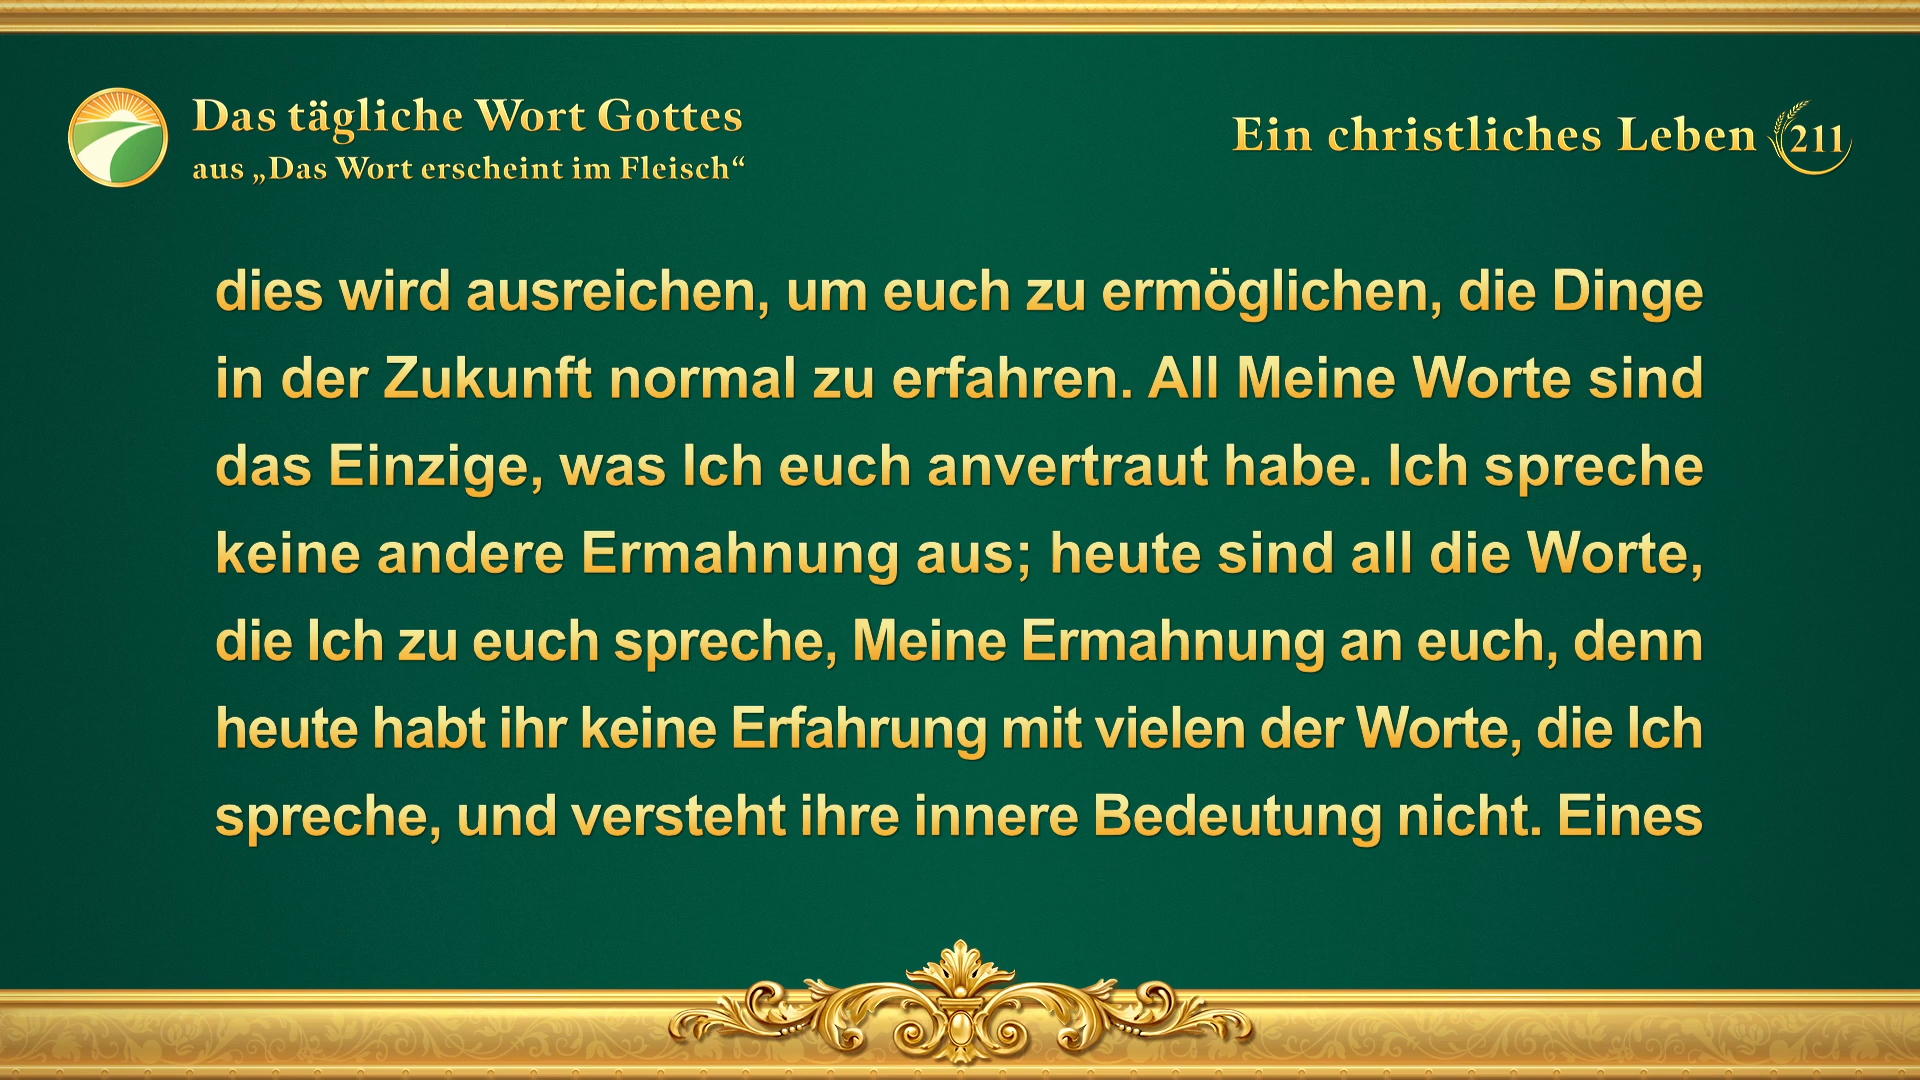 Das tägliche Wort Gottes
aus „Das Wort erscheint im Fleisch“
Ein christliches Leben 211
dies wird ausreichen, um euch zu ermöglichen, die Dinge
in der Zukunft normal zu erfahren. All Meine Worte sind
das Einzige, was Ich euch anvertraut habe. Ich spreche
keine andere Ermahnung aus; heute sind all die Worte,
die Ich zu euch spreche, Meine Ermahnung an euch, denn
heute habt ihr keine Erfahrung mit vielen der Worte, die Ich
spreche, und versteht ihre innere Bedeutung nicht. Eines